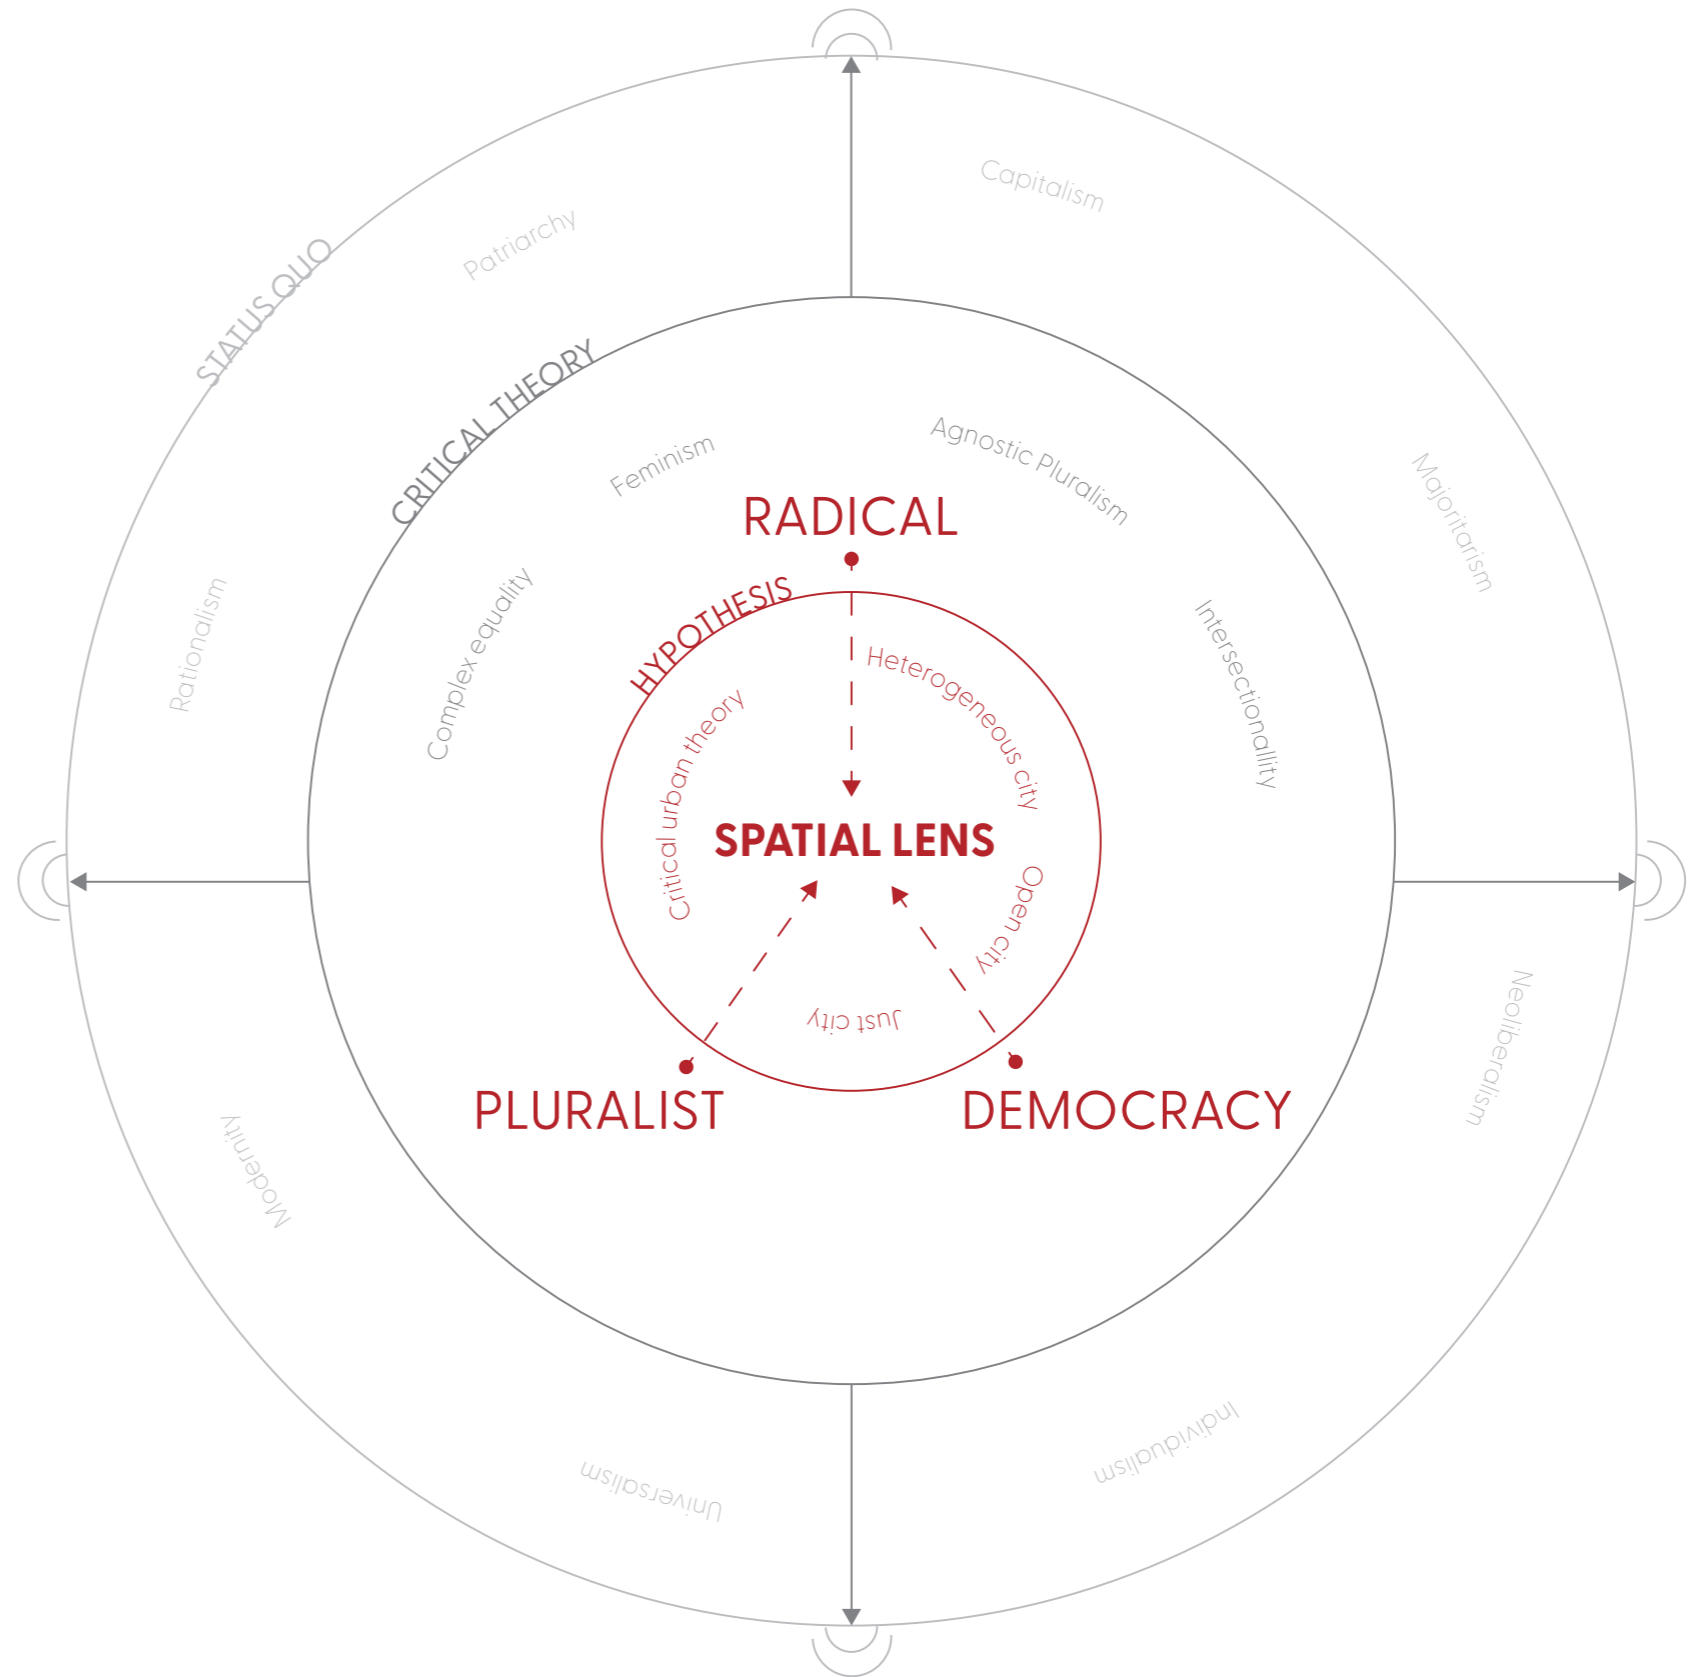 STATUS QUO
Patriarchy
Capitalism
Majoritarism
Neoliberalism
Individualism
Universalism
Modernity
Rationalism
CRITICAL THEORY
Feminism
Agnostic Pluralism
Intersectionallity
Complex equality
RADICAL
HYPOTHESIS
Heterogeneous city
Open city
Just city
Critical urban theory
SPATIAL LENS
PLURALIST
DEMOCRACY